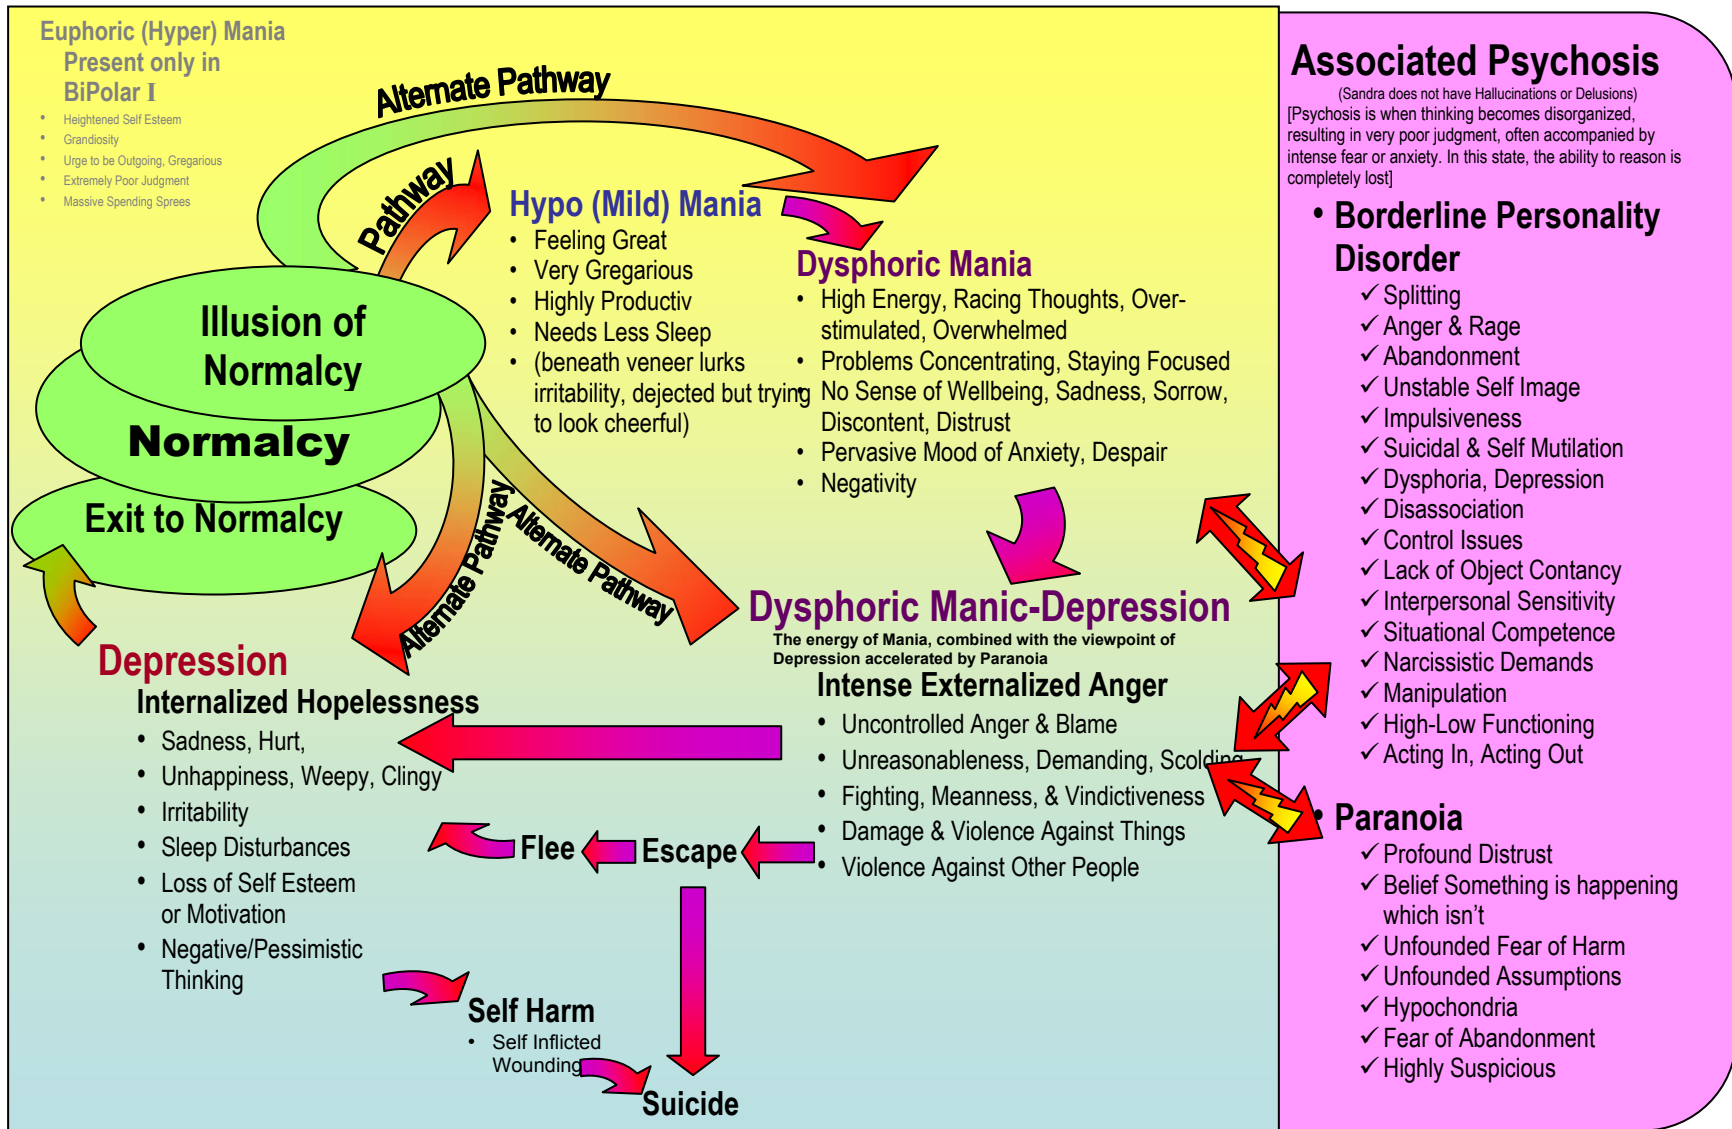 Euphoric (Hyper) Mania
Present only in
BiPolar I
• Heightened Self Esteem
• Grandiosity
• Urge to be Outgoing, Gregarious
• Extremely Poor Judgment
• Massive Spending Sprees
Alternate Pathway
Pathway
Hypo (Mild) Mania
• Feeling Great
• Very Gregarious
• Highly Productiv
• Needs Less Sleep
• (beneath veneer lurks
irritability, dejected but trying
to look cheerful)
Dysphoric Mania
• High Energy, Racing Thoughts, Over-
stimulated, Overwhelmed
• Problems Concentrating, Staying Focused
• No Sense of Wellbeing, Sadness, Sorrow,
Discontent, Distrust
• Pervasive Mood of Anxiety, Despair
• Negativity
Illusion of
Normalcy
Normalcy
Exit to Normalcy
Alternate Pathway
Alternate Pathway
Dysphoric Manic-Depression
The energy of Mania, combined with the viewpoint of
Depression accelerated by Paranoia
Intense Externalized Anger
• Uncontrolled Anger & Blame
• Unreasonableness, Demanding, Scolding
• Fighting, Meanness, & Vindictiveness
• Damage & Violence Against Things
• Violence Against Other People
Depression
Internalized Hopelessness
• Sadness, Hurt,
• Unhappiness, Weepy, Clingy
• Irritability
• Sleep Disturbances
• Loss of Self Esteem
or Motivation
• Negative/Pessimistic
Thinking
Flee
Escape
Self Harm
• Self Inflicted
Wounding
Suicide
Associated Psychosis
(Sandra does not have Hallucinations or Delusions)
[Psychosis is when thinking becomes disorganized,
resulting in very poor judgment, often accompanied by
intense fear or anxiety. In this state, the ability to reason is
completely lost]
• Borderline Personality
Disorder
✓ Splitting
✓ Anger & Rage
✓ Abandonment
✓ Unstable Self Image
✓ Impulsiveness
✓ Suicidal & Self Mutilation
✓ Dysphoria, Depression
✓ Disassociation
✓ Control Issues
✓ Lack of Object Contancy
✓ Interpersonal Sensitivity
✓ Situational Competence
✓ Narcissistic Demands
✓ Manipulation
✓ High-Low Functioning
✓ Acting In, Acting Out
• Paranoia
✓ Profound Distrust
✓ Belief Something is happening
which isn't
✓ Unfounded Fear of Harm
✓ Unfounded Assumptions
✓ Hypochondria
✓ Fear of Abandonment
✓ Highly Suspicious